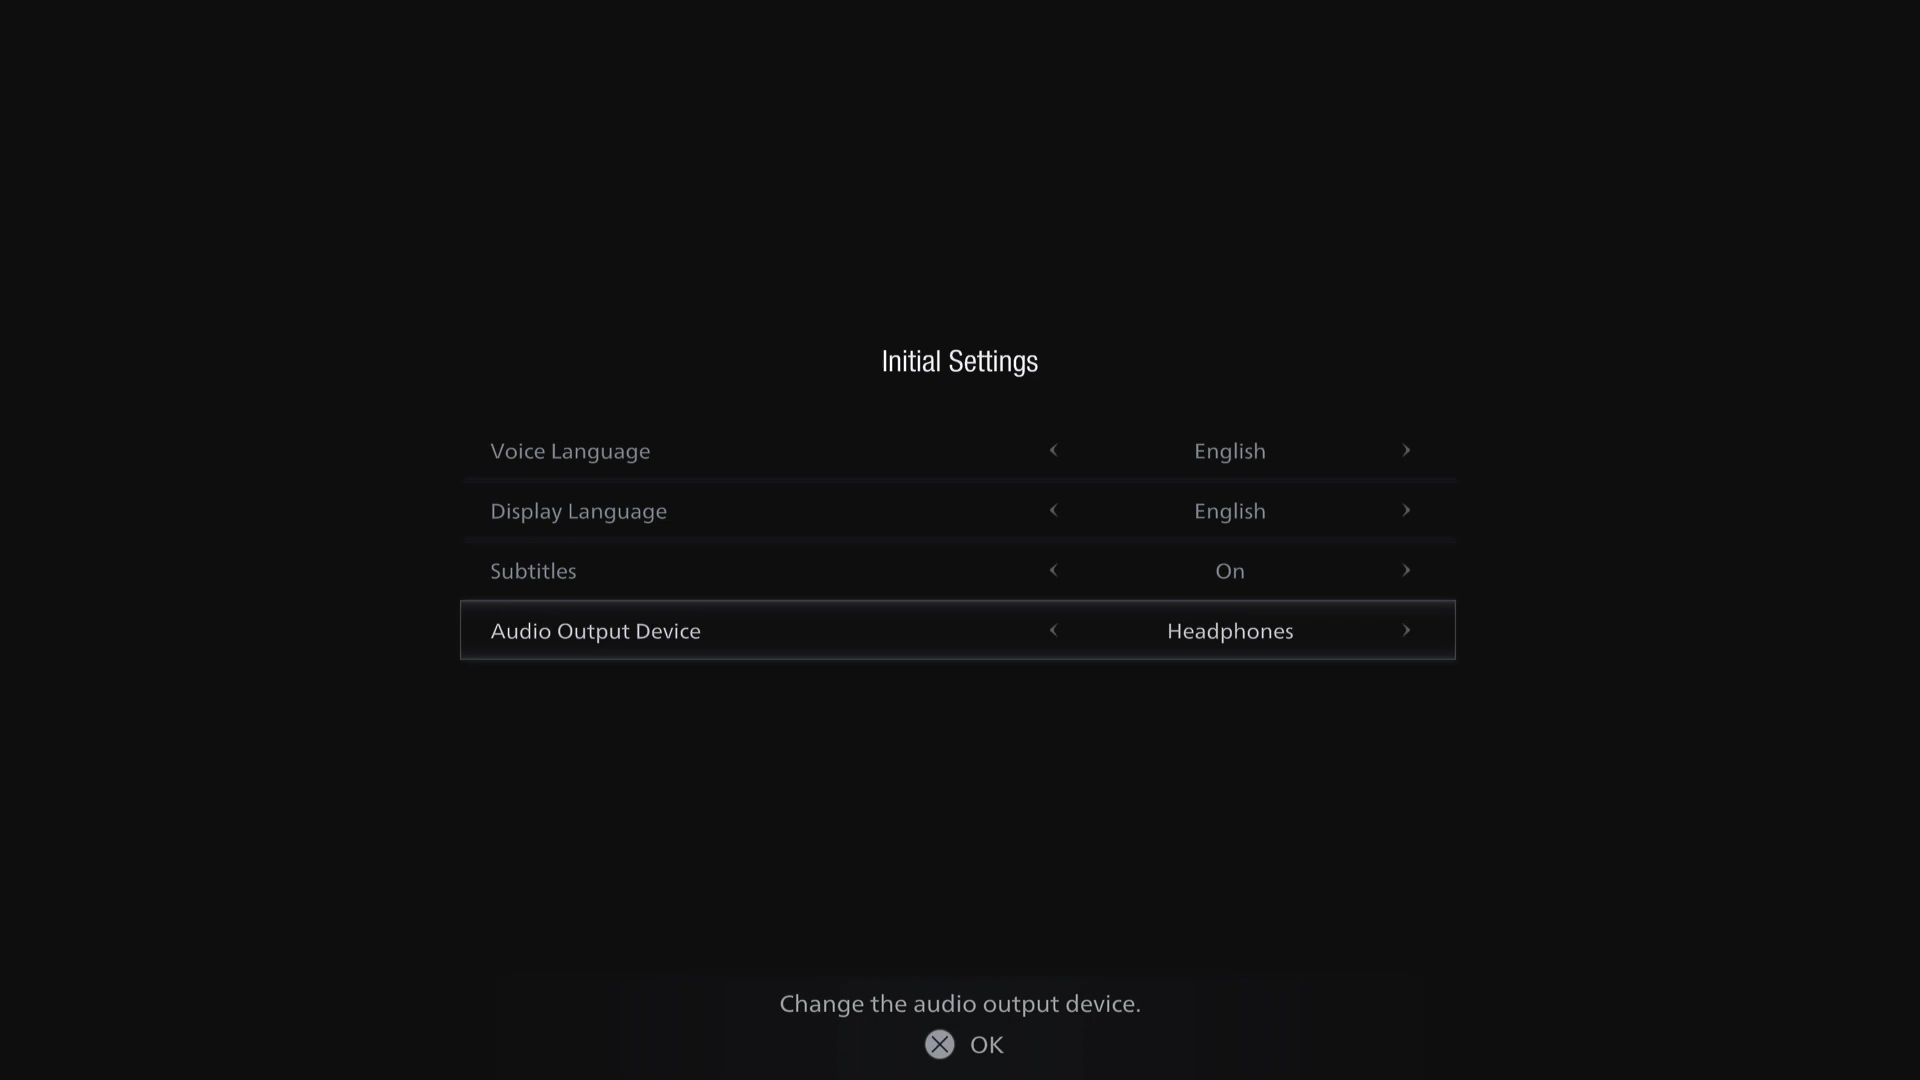 Initial Settings
Voice Language English
Display Language English
Subtitles On
Audio Output Device Headphones
Change the audio output device.
OK